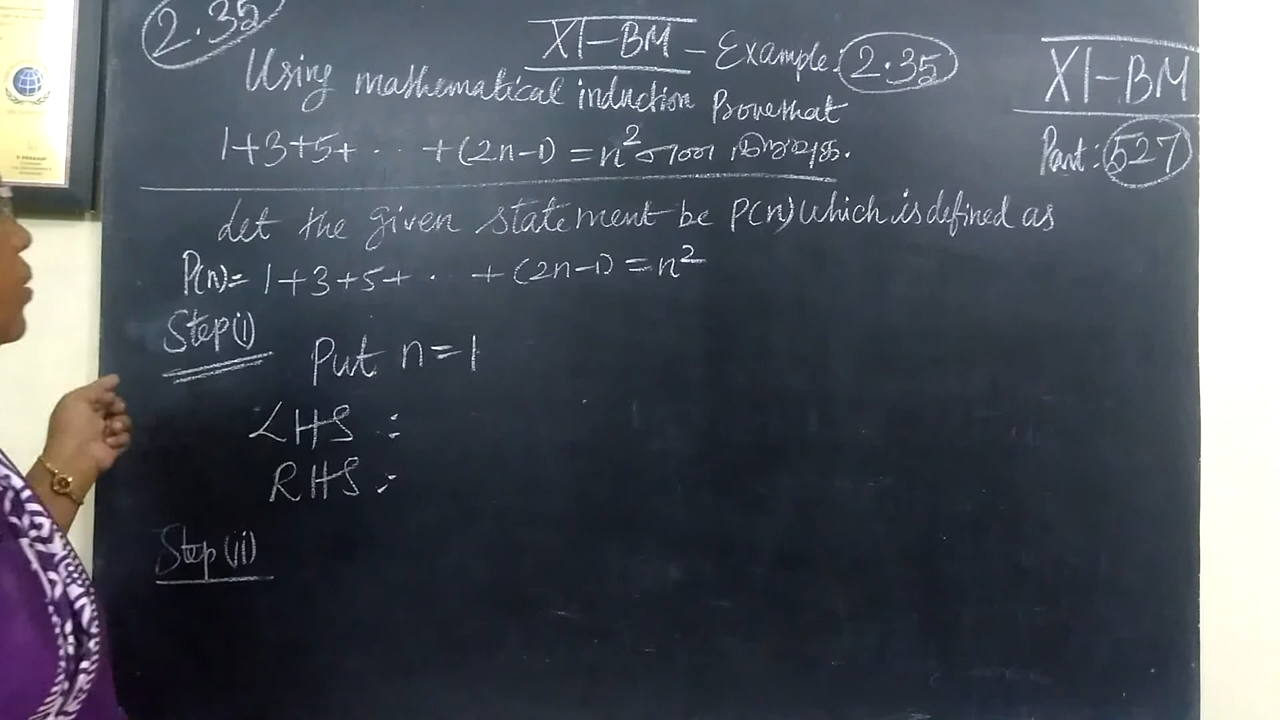 2.35
XI-BM - Example: 2.35
XI-BM
Using mathematical induction Prove that
1+3+5+ . . . +(2n-1) = n² என நிறுவுக.
Part: 527
Let the given statement be P(n) which is defined as
P(n)= 1+3+5+ . . . +(2n-1) = n²
Step(i)
Put n=1
LHS :
RHS :
Step(ii)